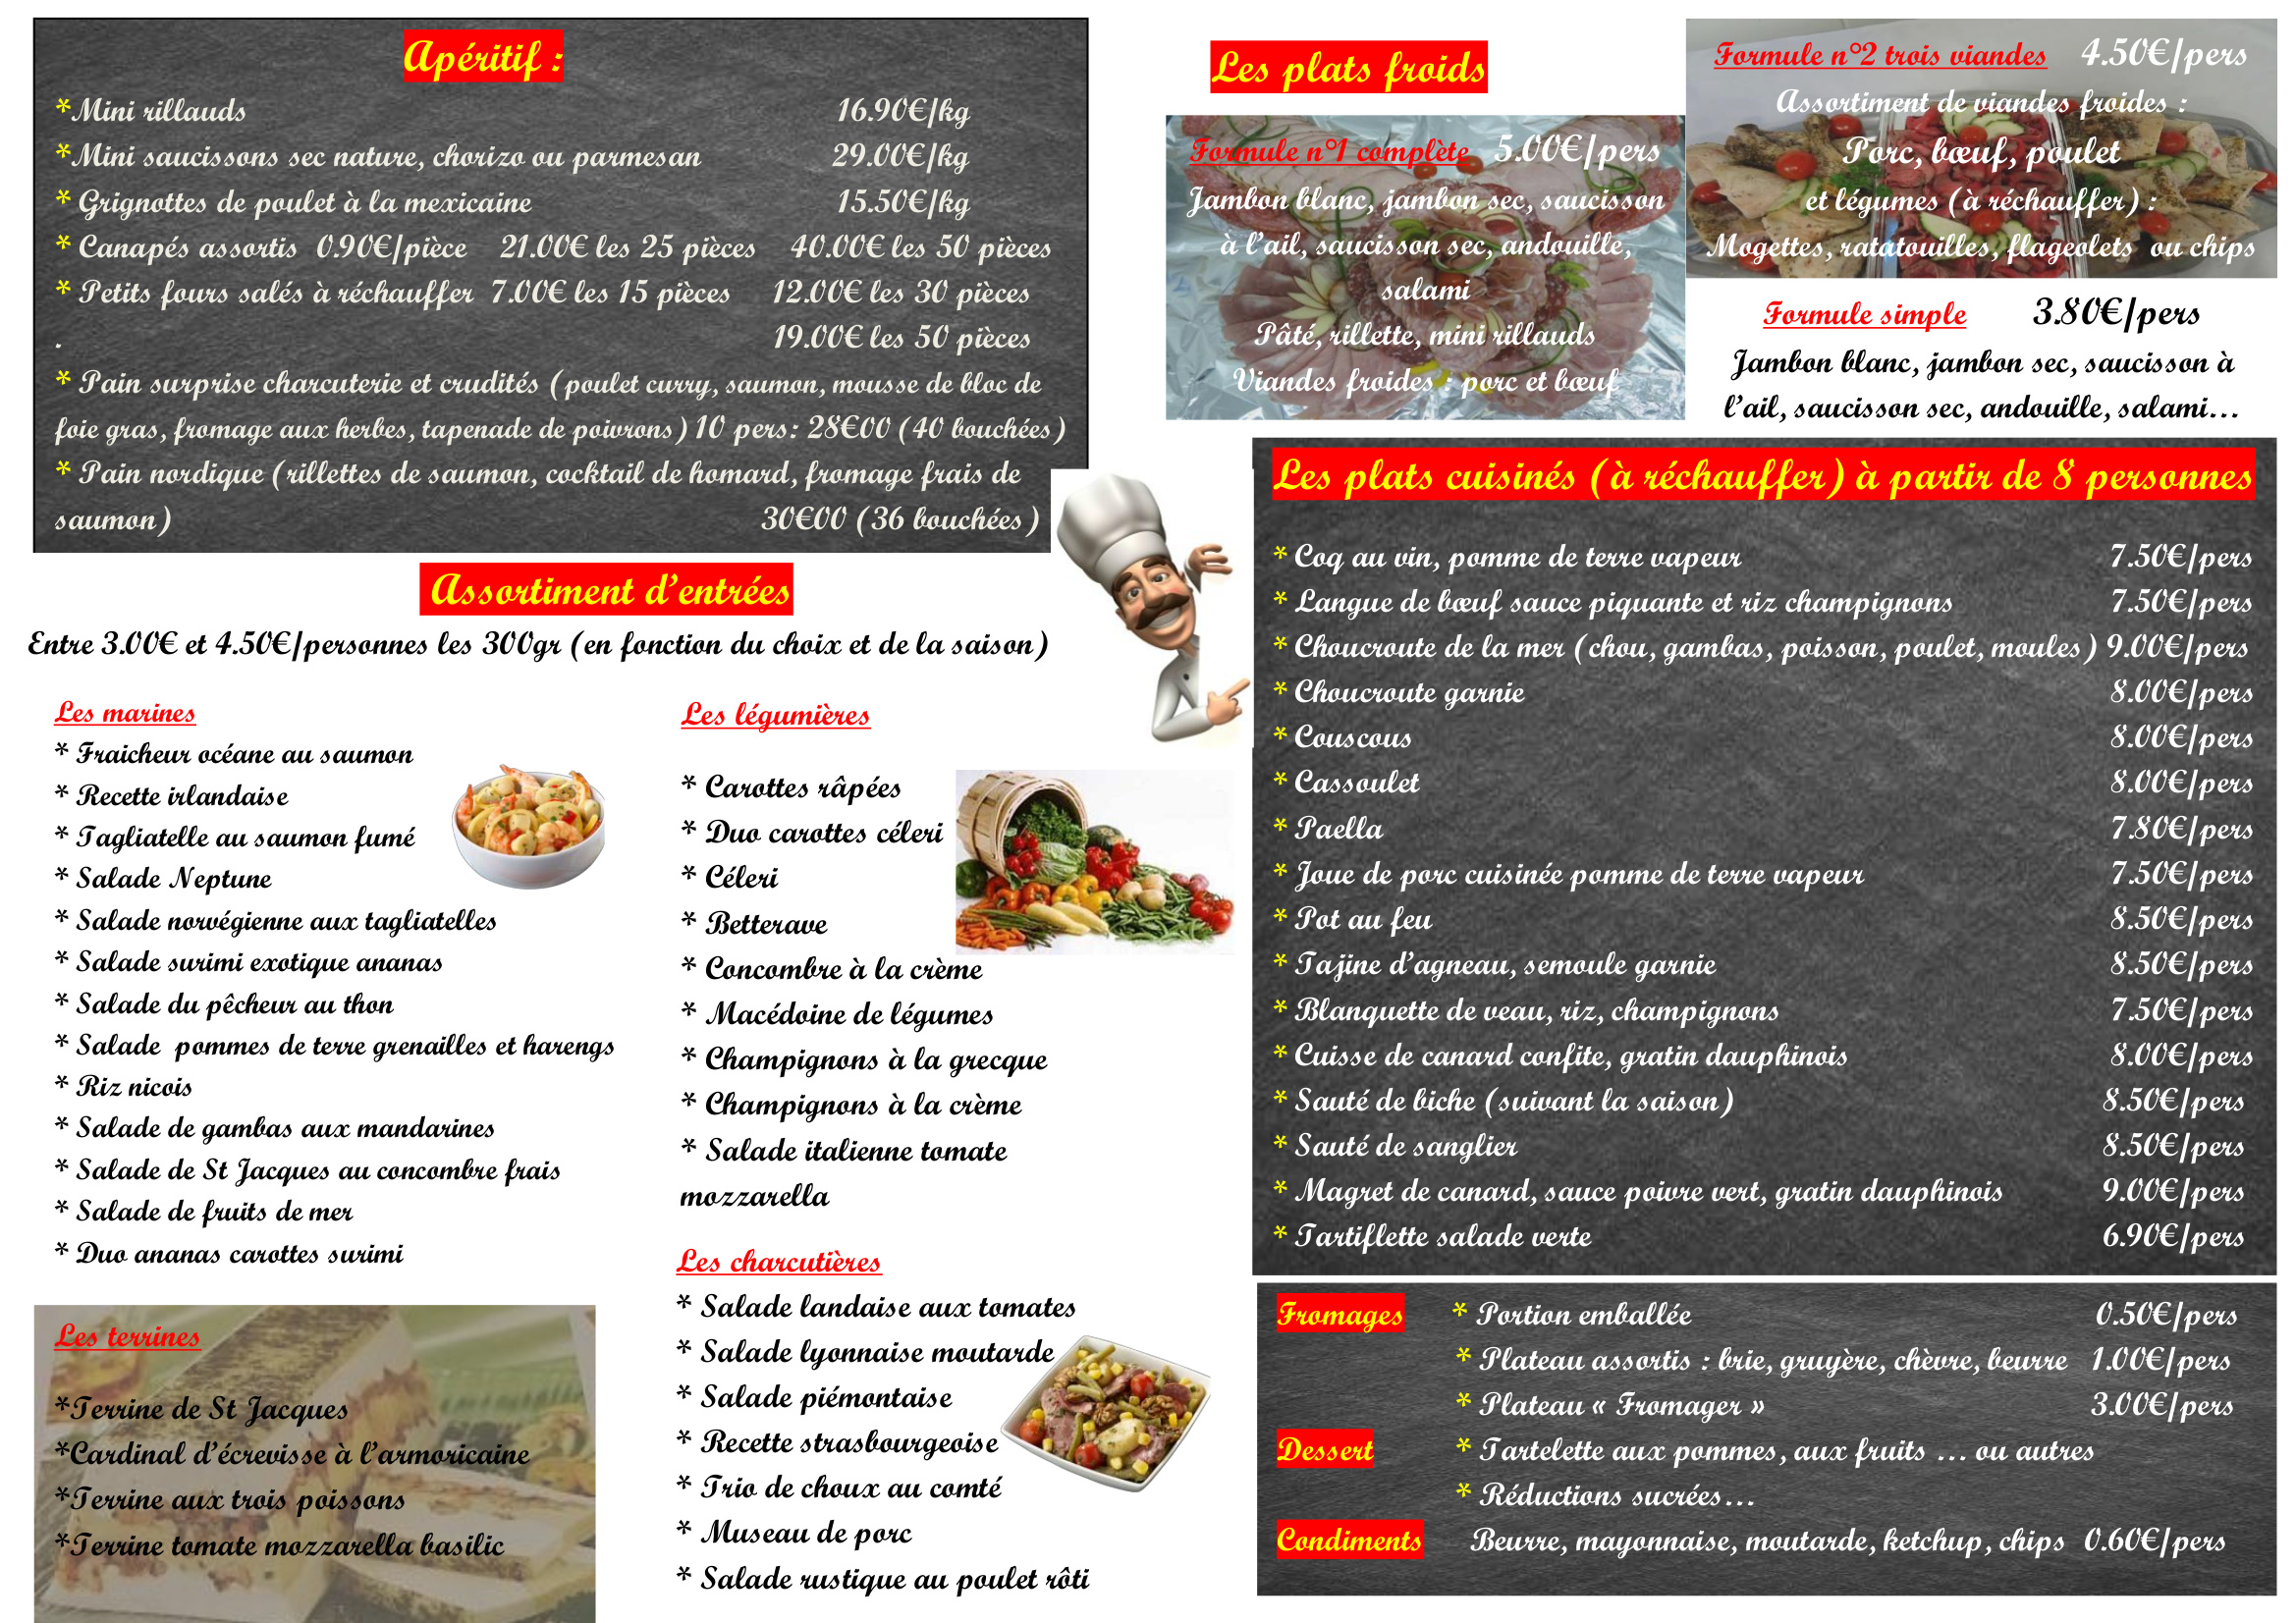 Apéritif :
*Mini rillauds 16.90€/kg
*Mini saucissons sec nature, chorizo ou parmesan 29.00€/kg
* Grignottes de poulet à la mexicaine 15.50€/kg
* Canapés assortis 0.90€/pièce 21.00€ les 25 pièces 40.00€ les 50 pièces
* Petits fours salés à réchauffer 7.00€ les 15 pièces 12.00€ les 30 pièces
. 19.00€ les 50 pièces
* Pain surprise charcuterie et crudités (poulet curry, saumon, mousse de bloc de
foie gras, fromage aux herbes, tapenade de poivrons) 10 pers: 28€00 (40 bouchées)
* Pain nordique (rillettes de saumon, cocktail de homard, fromage frais de
saumon) 30€00 (36 bouchées)
Assortiment d'entrées
Entre 3.00€ et 4.50€/personnes les 300gr (en fonction du choix et de la saison)
Les marines
* Fraicheur océane au saumon
* Recette irlandaise
* Tagliatelle au saumon fumé
* Salade Neptune
* Salade norvégienne aux tagliatelles
* Salade surimi exotique ananas
* Salade du pêcheur au thon
* Salade pommes de terre grenailles et harengs
* Riz nicois
* Salade de gambas aux mandarines
* Salade de St Jacques au concombre frais
* Salade de fruits de mer
* Duo ananas carottes surimi
Les terrines
*Terrine de St Jacques
*Cardinal d'écrevisse à l'armoricaine
*Terrine aux trois poissons
*Terrine tomate mozzarella basilic
Les légumières
* Carottes râpées
* Duo carottes céleri
* Céleri
* Betterave
* Concombre à la crème
* Macédoine de légumes
* Champignons à la grecque
* Champignons à la crème
* Salade italienne tomate
mozzarella
Les charcutières
* Salade landaise aux tomates
* Salade lyonnaise moutarde
* Salade piémontaise
* Recette strasbourgeoise
* Trio de choux au comté
* Museau de porc
* Salade rustique au poulet rôti
Les plats froids
Formule n°1 complète 5.00€/pers
Jambon blanc, jambon sec, saucisson
à l'ail, saucisson sec, andouille,
salami
Pâté, rillette, mini rillauds
Viandes froides : porc et bœuf
Formule n°2 trois viandes 4.50€/pers
Assortiment de viandes froides :
Porc, bœuf, poulet
et légumes (à réchauffer) :
Mogettes, ratatouilles, flageolets ou chips
Formule simple 3.80€/pers
Jambon blanc, jambon sec, saucisson à
l'ail, saucisson sec, andouille, salami...
Les plats cuisinés (à réchauffer) à partir de 8 personnes
* Coq au vin, pomme de terre vapeur 7.50€/pers
* Langue de bœuf sauce piquante et riz champignons 7.50€/pers
* Choucroute de la mer (chou, gambas, poisson, poulet, moules) 9.00€/pers
* Choucroute garnie 8.00€/pers
* Couscous 8.00€/pers
* Cassoulet 8.00€/pers
* Paella 7.80€/pers
* Joue de porc cuisinée pomme de terre vapeur 7.50€/pers
* Pot au feu 8.50€/pers
* Tajine d'agneau, semoule garnie 8.50€/pers
* Blanquette de veau, riz, champignons 7.50€/pers
* Cuisse de canard confite, gratin dauphinois 8.00€/pers
* Sauté de biche (suivant la saison) 8.50€/pers
* Sauté de sanglier 8.50€/pers
* Magret de canard, sauce poivre vert, gratin dauphinois 9.00€/pers
* Tartiflette salade verte 6.90€/pers
Fromages * Portion emballée 0.50€/pers
* Plateau assortis : brie, gruyère, chèvre, beurre 1.00€/pers
* Plateau « Fromager » 3.00€/pers
Dessert * Tartelette aux pommes, aux fruits ... ou autres
* Réductions sucrées...
Condiments Beurre, mayonnaise, moutarde, ketchup, chips 0.60€/pers